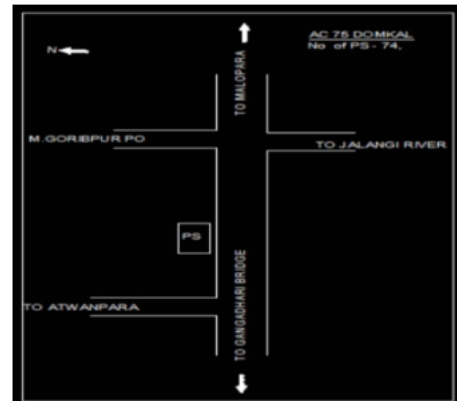 AC 75 DOMKAL
No of PS - 74,
N
TO MALOPARA
M.GORIBPUR PO
TO JALANGI RIVER
PS
TO ATWANPARA
TO GANGADHARI BRIDGE